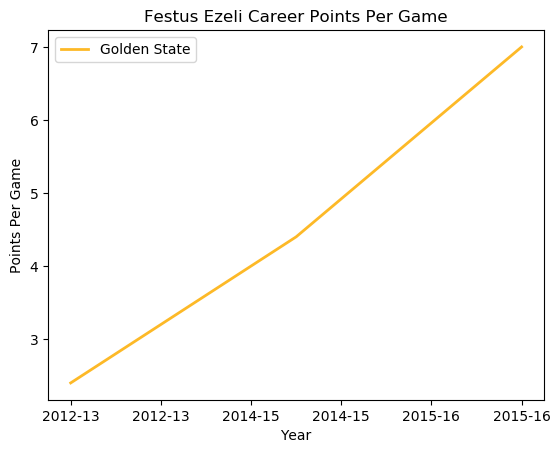 Festus Ezeli Career Points Per Game
Golden State
Points Per Game
7
6
5
4
3
2012-13 2012-13 2014-15 2014-15 2015-16 2015-16
Year